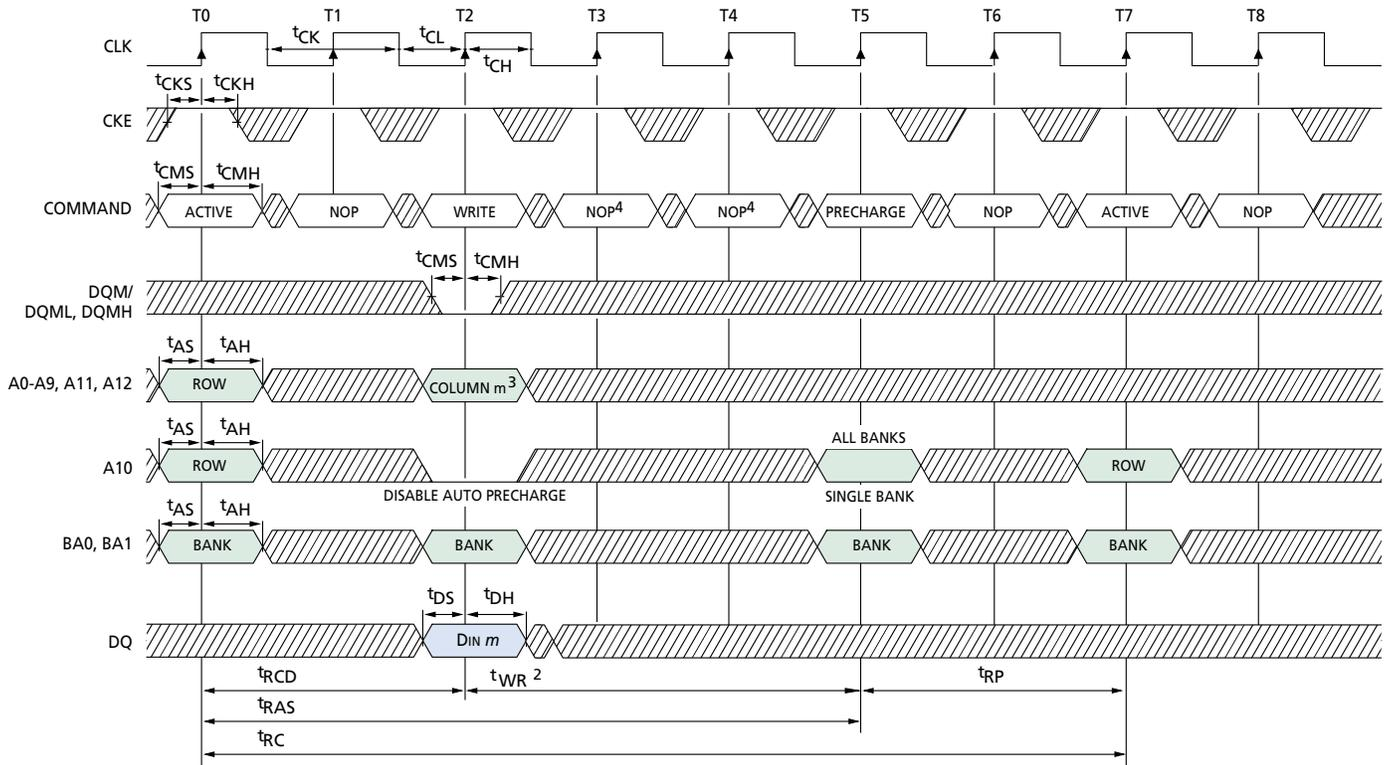 T0 T1 T2 T3 T4 T5 T6 T7 T8
CLK tCK tCL tCH
tCKS tCKH
CKE
tCMS tCMH
COMMAND ACTIVE NOP WRITE NOP4 NOP4 PRECHARGE NOP ACTIVE NOP
tCMS tCMH
DQM/
DQML, DQMH
tAS tAH
A0-A9, A11, A12 ROW COLUMN m3
tAS tAH ALL BANKS
A10 ROW ROW
DISABLE AUTO PRECHARGE SINGLE BANK
tAS tAH
BA0, BA1 BANK BANK BANK BANK
tDS tDH
DQ DIN m
tRCD tWR 2 tRP
tRAS
tRC